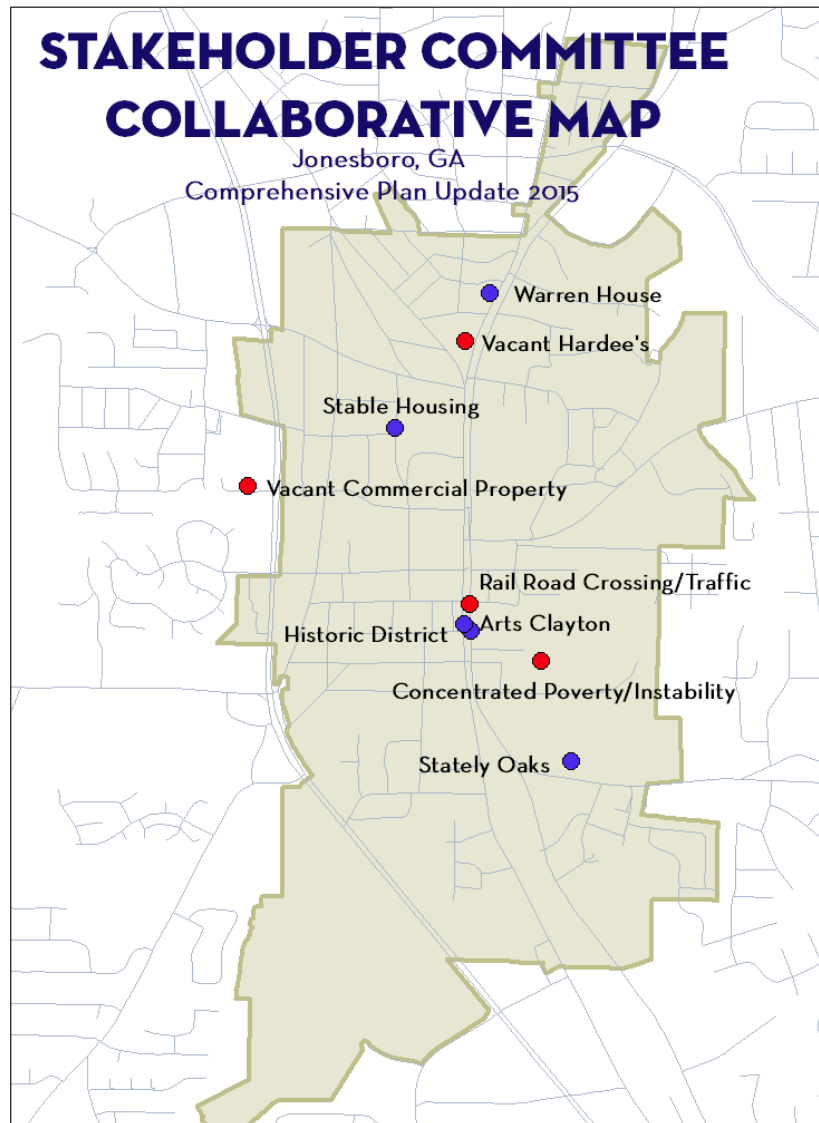 STAKEHOLDER COMMITTEE
COLLABORATIVE MAP
Jonesboro, GA
Comprehensive Plan Update 2015
Warren House
Vacant Hardee's
Stable Housing
Vacant Commercial Property
Rail Road Crossing/Traffic
Arts Clayton
Historic District
Concentrated Poverty/Instability
Stately Oaks